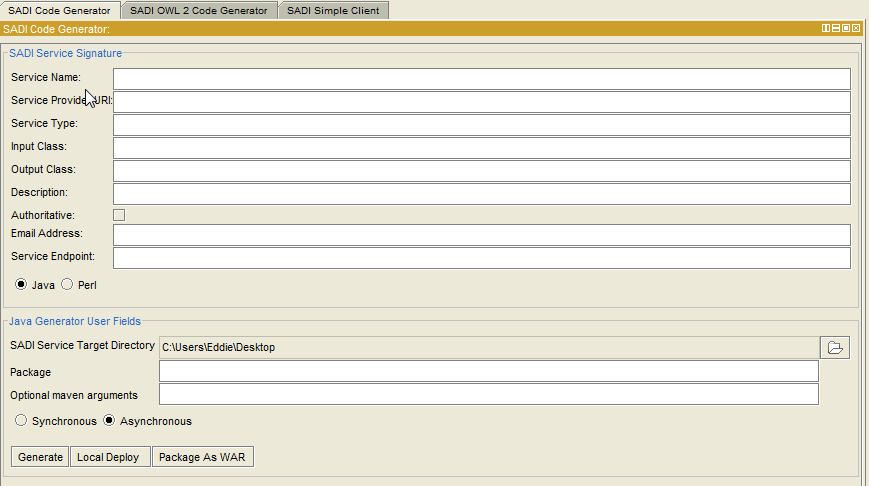 SADI Code Generator SADI OWL 2 Code Generator SADI Simple Client
SADI Code Generator:
SADI Service Signature
Service Name:
Service Provider URI:
Service Type:
Input Class:
Output Class:
Description:
Authoritative:
Email Address:
Service Endpoint:
Java Perl
Java Generator User Fields
SADI Service Target Directory C:\Users\Eddie\Desktop
Package
Optional maven arguments
Synchronous Asynchronous
Generate Local Deploy Package As WAR